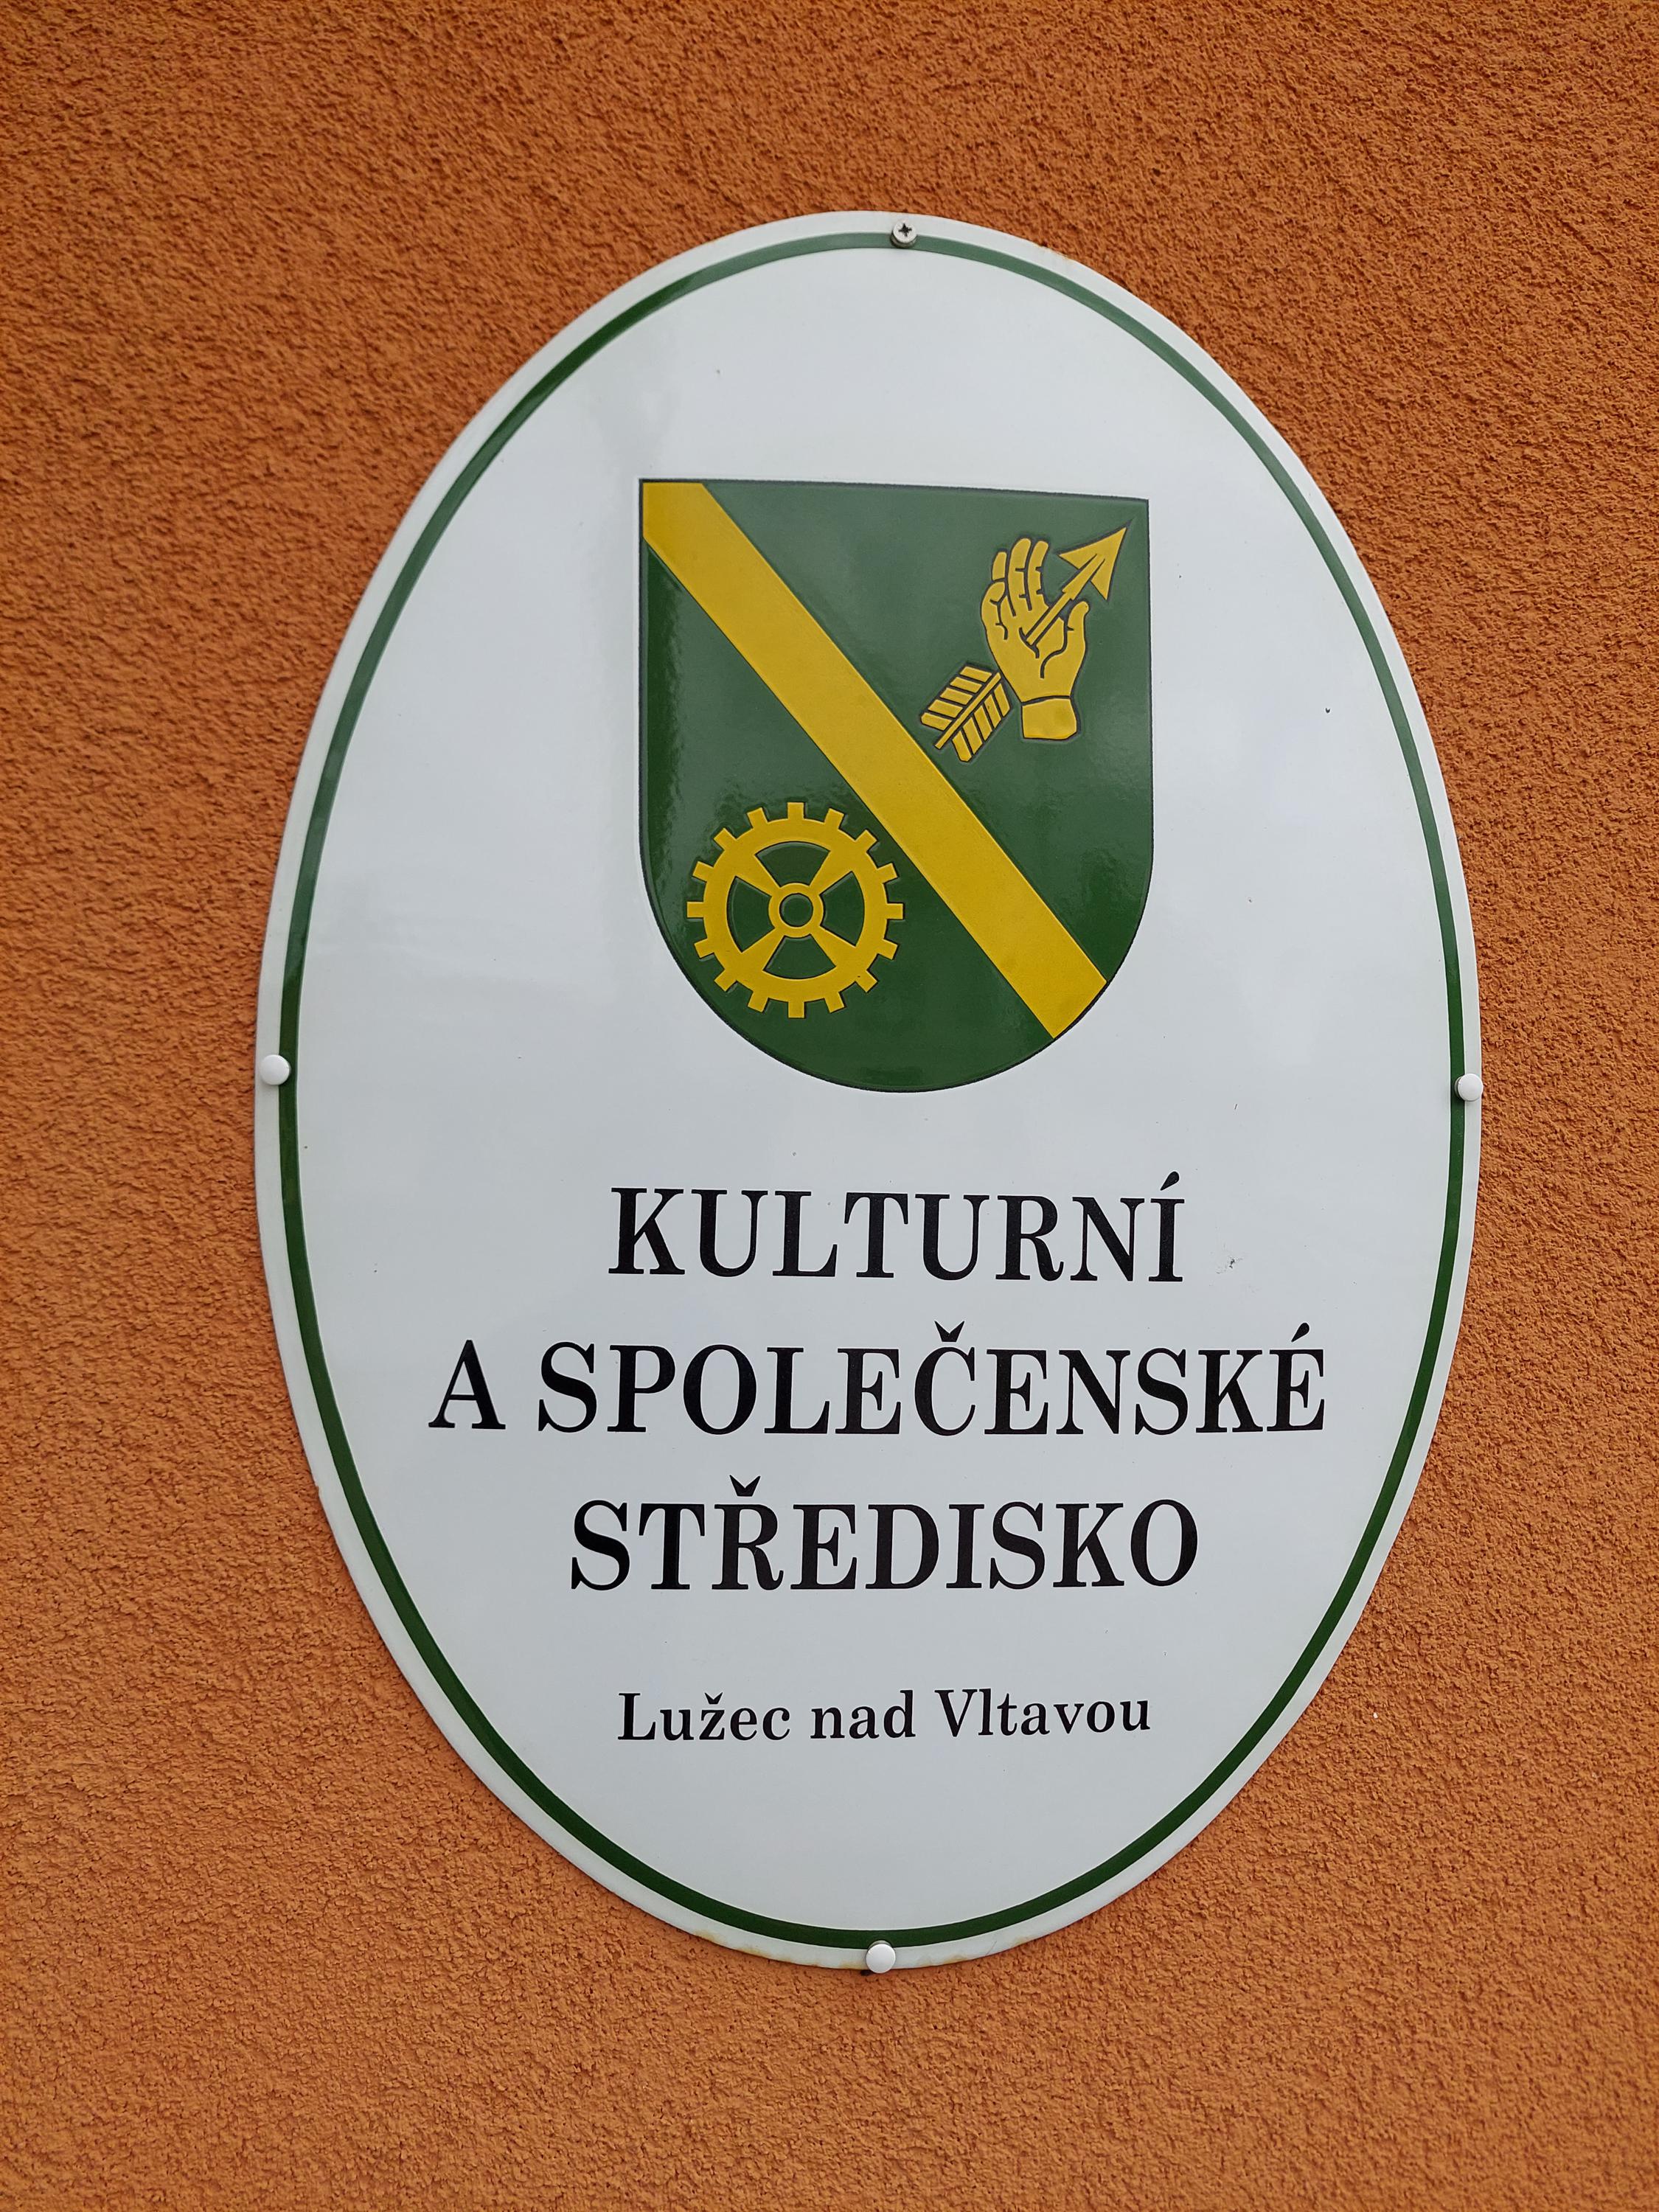 KULTURNÍ
A SPOLEČENSKÉ
STŘEDISKO
Lužec nad Vltavou